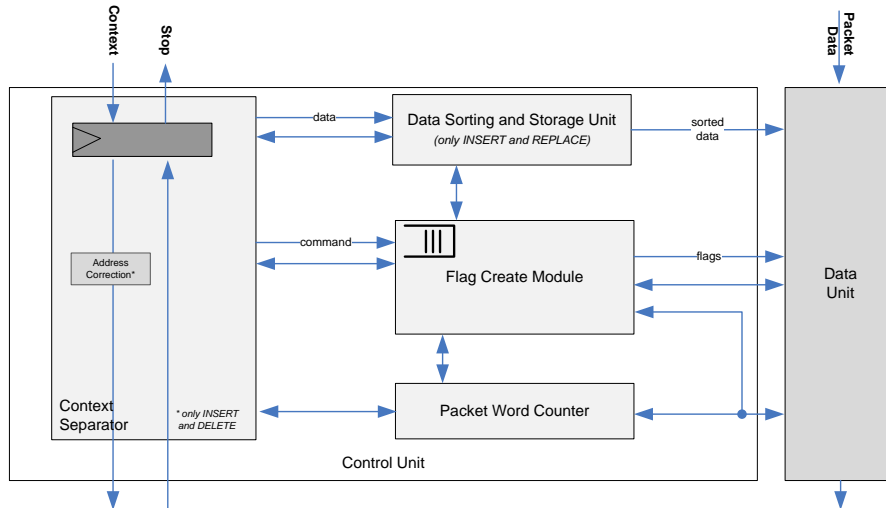 Context
Stop
Packet
Data
data
Data Sorting and Storage Unit
(only INSERT and REPLACE)
sorted
data
command
Address
Correction*
Flag Create Module
flags
Data
Unit
Context
Separator
* only INSERT
and DELETE
Packet Word Counter
Control Unit